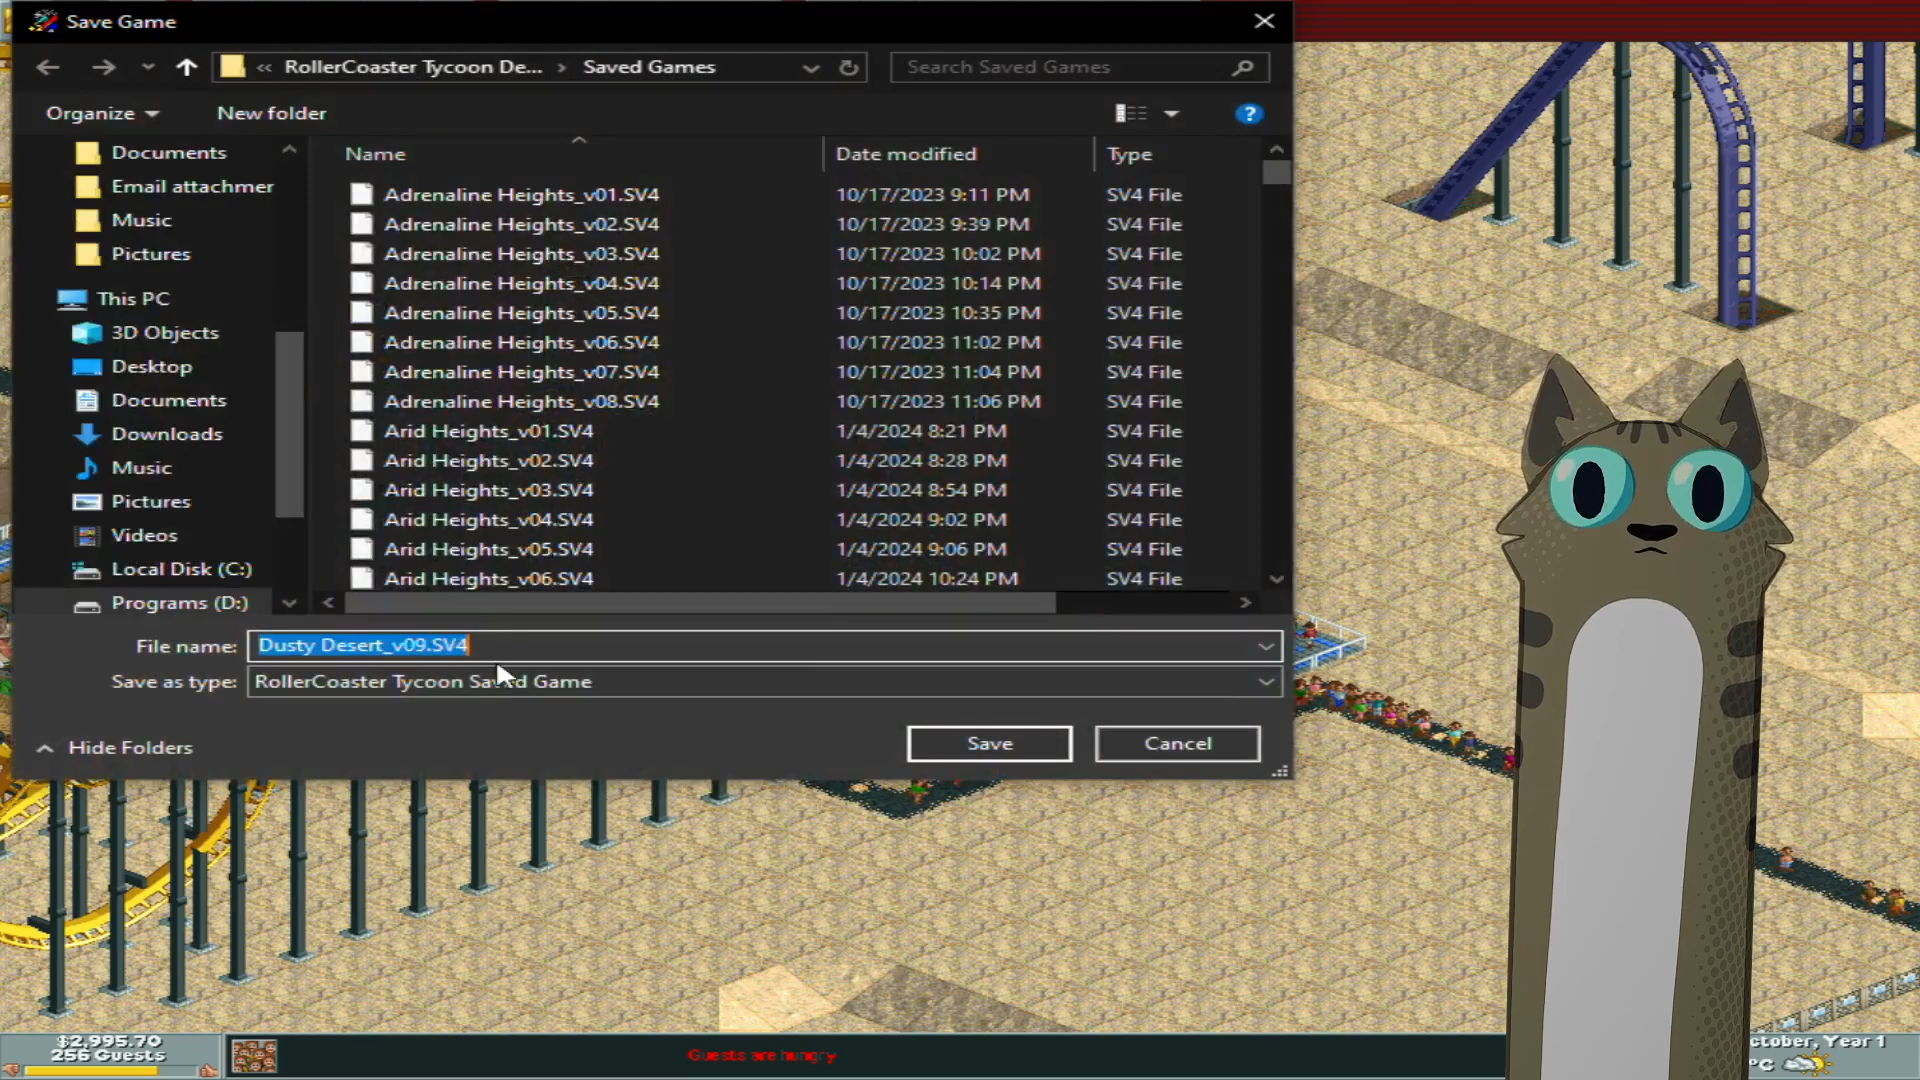 Save Game
« RollerCoaster Tycoon De... › Saved Games
Search Saved Games
Organize
New folder
Name
Date modified
Type
Documents
Email attachmer
Music
Pictures
This PC
3D Objects
Desktop
Documents
Downloads
Music
Pictures
Videos
Local Disk (C:)
Programs (D:)
Adrenaline Heights_v01.SV4 10/17/2023 9:11 PM SV4 File
Adrenaline Heights_v02.SV4 10/17/2023 9:39 PM SV4 File
Adrenaline Heights_v03.SV4 10/17/2023 10:02 PM SV4 File
Adrenaline Heights_v04.SV4 10/17/2023 10:14 PM SV4 File
Adrenaline Heights_v05.SV4 10/17/2023 10:35 PM SV4 File
Adrenaline Heights_v06.SV4 10/17/2023 11:02 PM SV4 File
Adrenaline Heights_v07.SV4 10/17/2023 11:04 PM SV4 File
Adrenaline Heights_v08.SV4 10/17/2023 11:06 PM SV4 File
Arid Heights_v01.SV4 1/4/2024 8:21 PM SV4 File
Arid Heights_v02.SV4 1/4/2024 8:28 PM SV4 File
Arid Heights_v03.SV4 1/4/2024 8:54 PM SV4 File
Arid Heights_v04.SV4 1/4/2024 9:02 PM SV4 File
Arid Heights_v05.SV4 1/4/2024 9:06 PM SV4 File
Arid Heights_v06.SV4 1/4/2024 10:24 PM SV4 File
File name: Dusty Desert_v09.SV4
Save as type: RollerCoaster Tycoon Saved Game
Hide Folders
Save
Cancel
$2,995.70
256 Guests
Guests are hungry
ctober, Year 1
°C